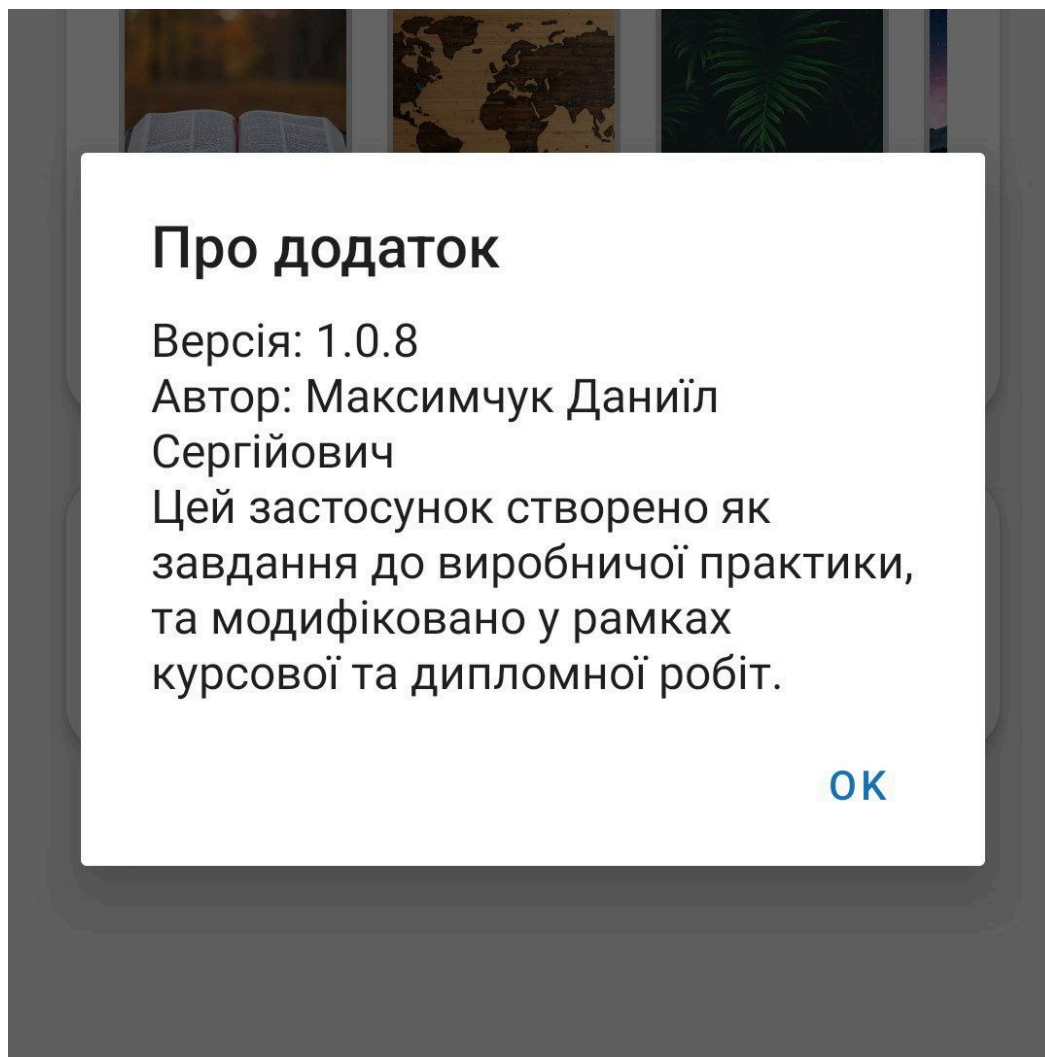 Про додаток
Версія: 1.0.8
Автор: Максимчук Даниїл
Сергійович
Цей застосунок створено як
завдання до виробничої практики,
та модифіковано у рамках
курсової та дипломної робіт.
OK